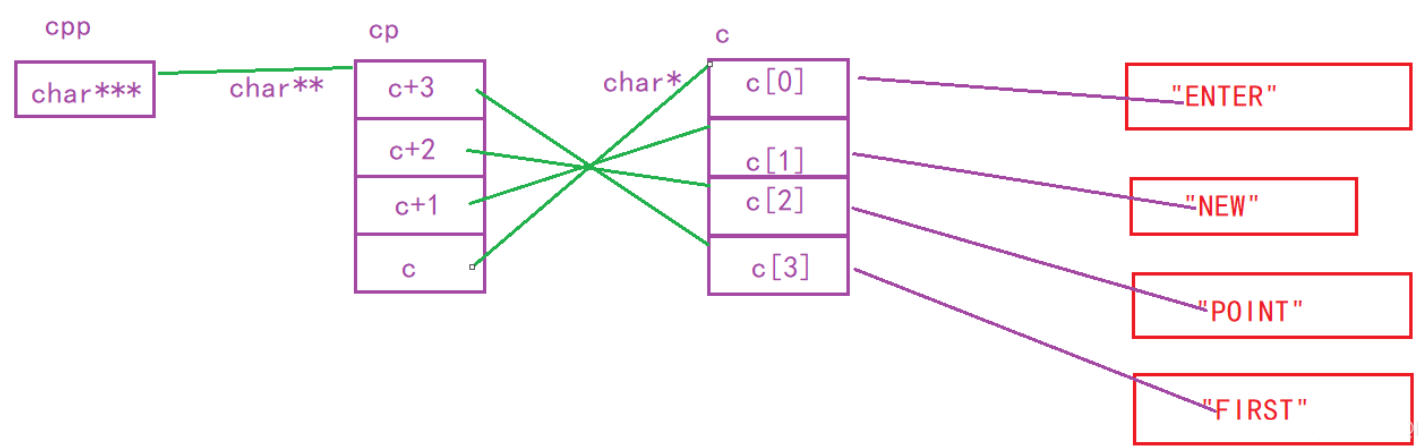 cpp
char***
char**
cp
c+3
c+2
c+1
c
char*
c
c[0]
c[1]
c[2]
c[3]
"ENTER"
"NEW"
"POINT"
"FIRST"